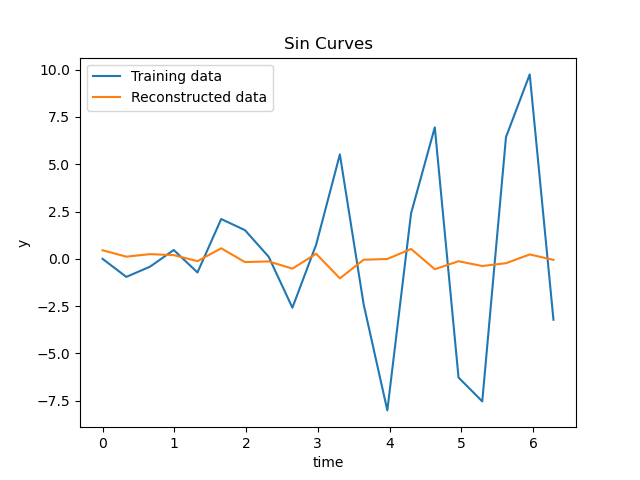 Sin Curves
Training data
Reconstructed data
10.0
7.5
5.0
2.5
0.0
−2.5
−5.0
−7.5
y
0 1 2 3 4 5 6
time